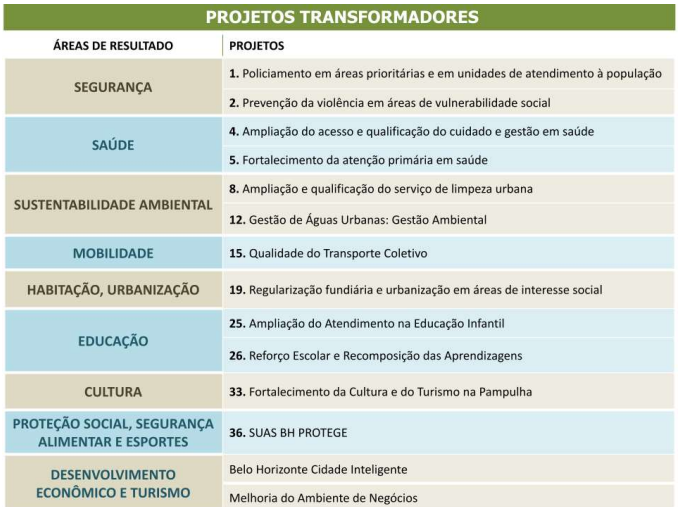 PROJETOS TRANSFORMADORES
ÁREAS DE RESULTADO
PROJETOS
SEGURANÇA
1. Policiamento em áreas prioritárias e em unidades de atendimento à população
2. Prevenção da violência em áreas de vulnerabilidade social
SAÚDE
4. Ampliação do acesso e qualificação do cuidado e gestão em saúde
5. Fortalecimento da atenção primária em saúde
SUSTENTABILIDADE AMBIENTAL
8. Ampliação e qualificação do serviço de limpeza urbana
12. Gestão de Águas Urbanas: Gestão Ambiental
MOBILIDADE
15. Qualidade do Transporte Coletivo
HABITAÇÃO, URBANIZAÇÃO
19. Regularização fundiária e urbanização em áreas de interesse social
EDUCAÇÃO
25. Ampliação do Atendimento na Educação Infantil
26. Reforço Escolar e Recomposição das Aprendizagens
CULTURA
33. Fortalecimento da Cultura e do Turismo na Pampulha
PROTEÇÃO SOCIAL, SEGURANÇA
ALIMENTAR E ESPORTES
36. SUAS BH PROTEGE
DESENVOLVIMENTO
ECONÔMICO E TURISMO
Belo Horizonte Cidade Inteligente
Melhoria do Ambiente de Negócios